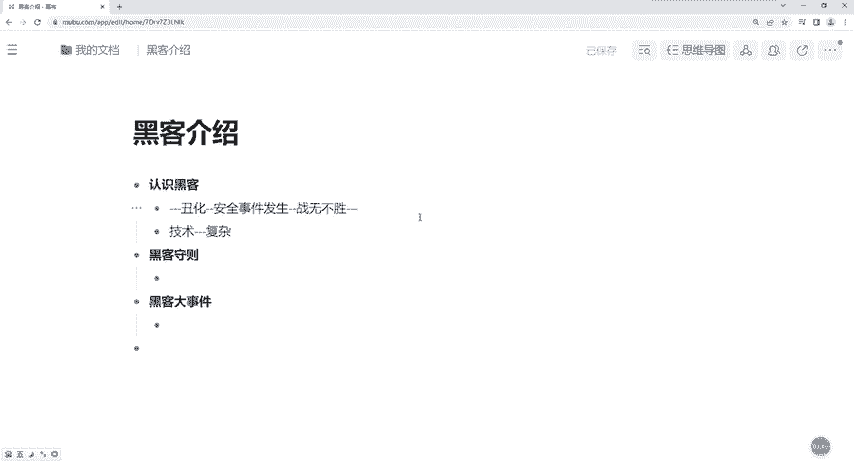 黑客介绍 - 幕布
mubu.com/app/edit/home/
我的文档 | 黑客介绍
已保存
思维导图
黑客介绍
认识黑客
---丑化--安全事件发生--战无不胜---
技术---复杂
黑客守则
黑客大事件